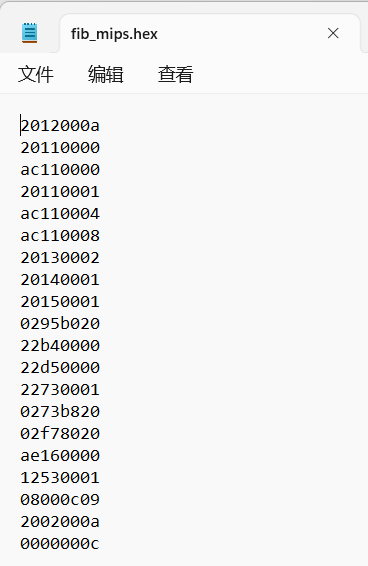 fib_mips.hex
文件 编辑 查看
2012000a
20110000
ac110000
20110001
ac110004
ac110008
20130002
20140001
20150001
0295b020
22b40000
22d50000
22730001
0273b820
02f78020
ae160000
12530001
08000c09
2002000a
0000000c